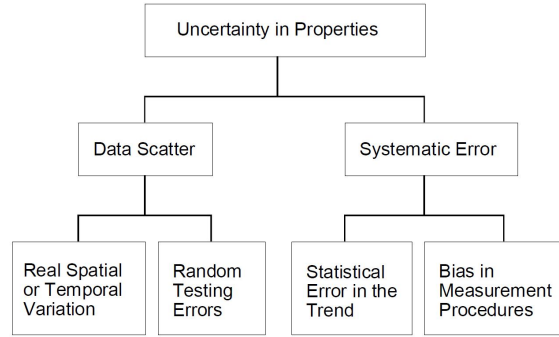 Uncertainty in Properties
Data Scatter
Systematic Error
Real Spatial
or Temporal
Variation
Random
Testing
Errors
Statistical
Error in the
Trend
Bias in
Measurement
Procedures